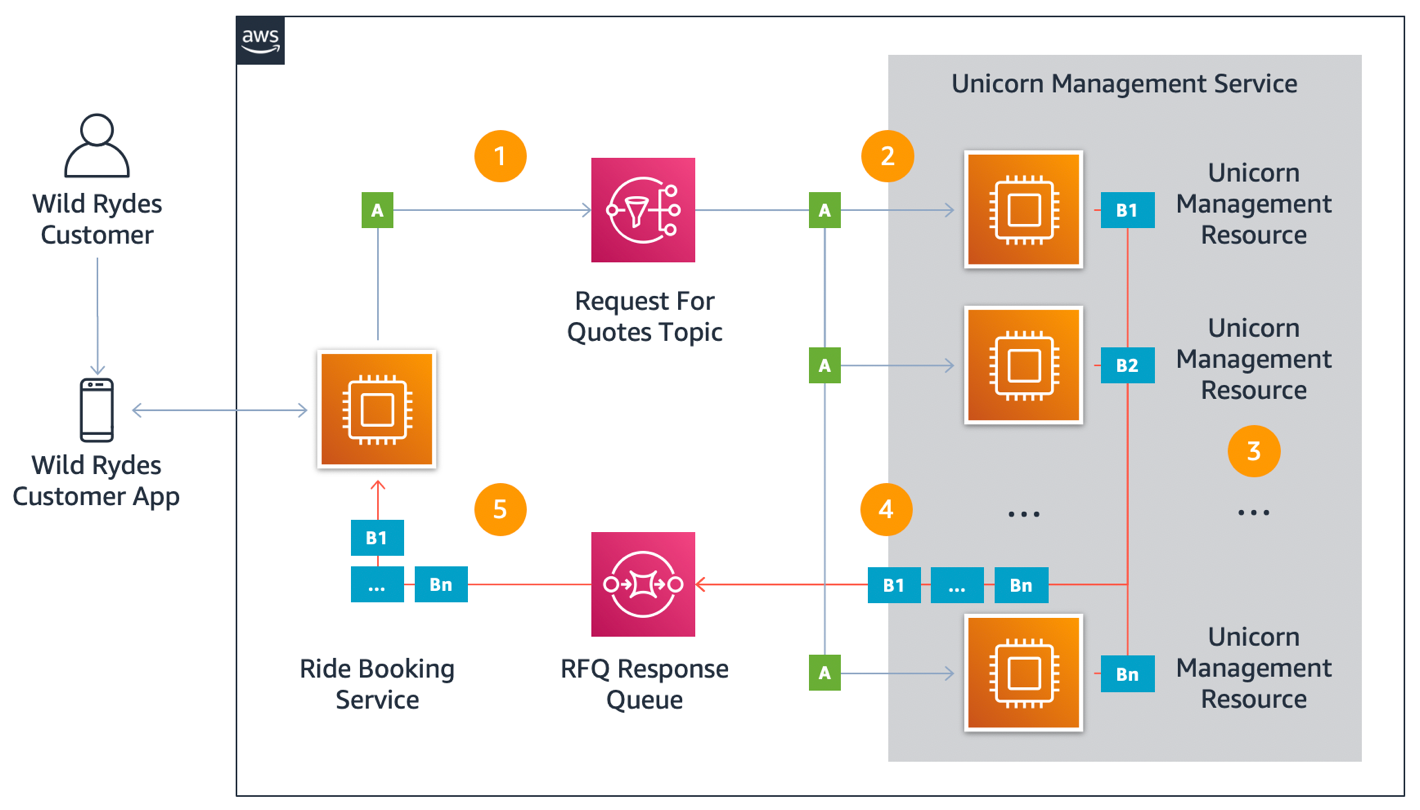 aws
Unicorn Management Service
1
2
Wild Rydes
Customer
A
A
B1
Unicorn
Management
Resource
Request For
Quotes Topic
A
B2
Unicorn
Management
Resource
Wild Rydes
Customer App
3
...
...
5
4
B1
...
Bn
B1
...
Bn
Ride Booking
Service
RFQ Response
Queue
A
Bn
Unicorn
Management
Resource